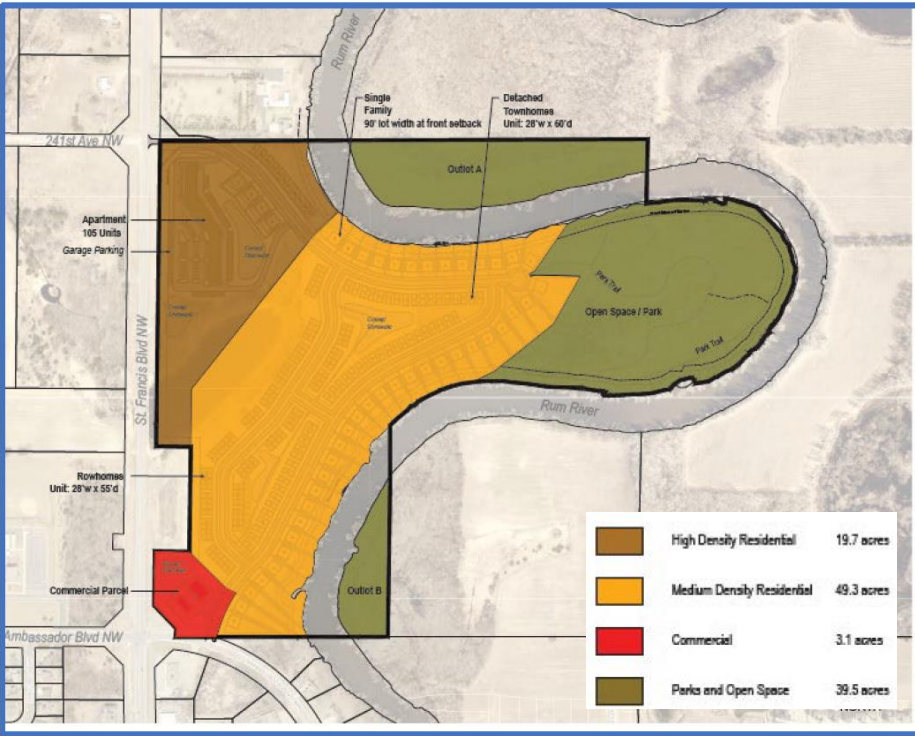 Rum River
Single
Family
90' lot width at front setback
Detached
Townhomes
Unit: 28'w x 60'd
241st Ave NW
Outlot A
Apartment
105 Units
Garage Parking
Park Trail
Open Space / Park
Park Trail
St. Francis Blvd NW
Rum River
Rowhomes
Unit: 28'w x 55'd
Commercial Parcel
Outlot B
Ambassador Blvd NW
High Density Residential 19.7 acres
Medium Density Residential 49.3 acres
Commercial 3.1 acres
Parks and Open Space 39.5 acres